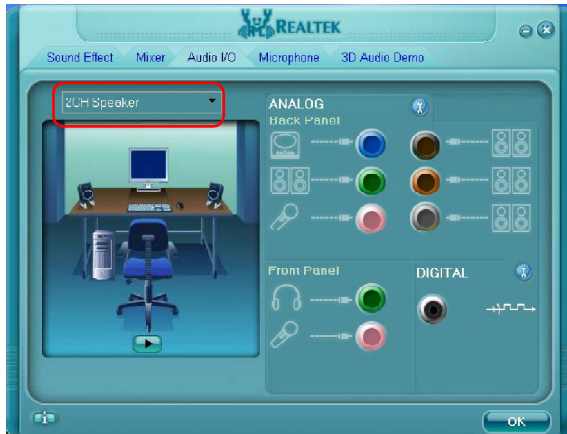 REALTEK
Sound Effect Mixer Audio I/O Microphone 3D Audio Demo
2CH Speaker
ANALOG
Back Panel
Front Panel
DIGITAL
OK